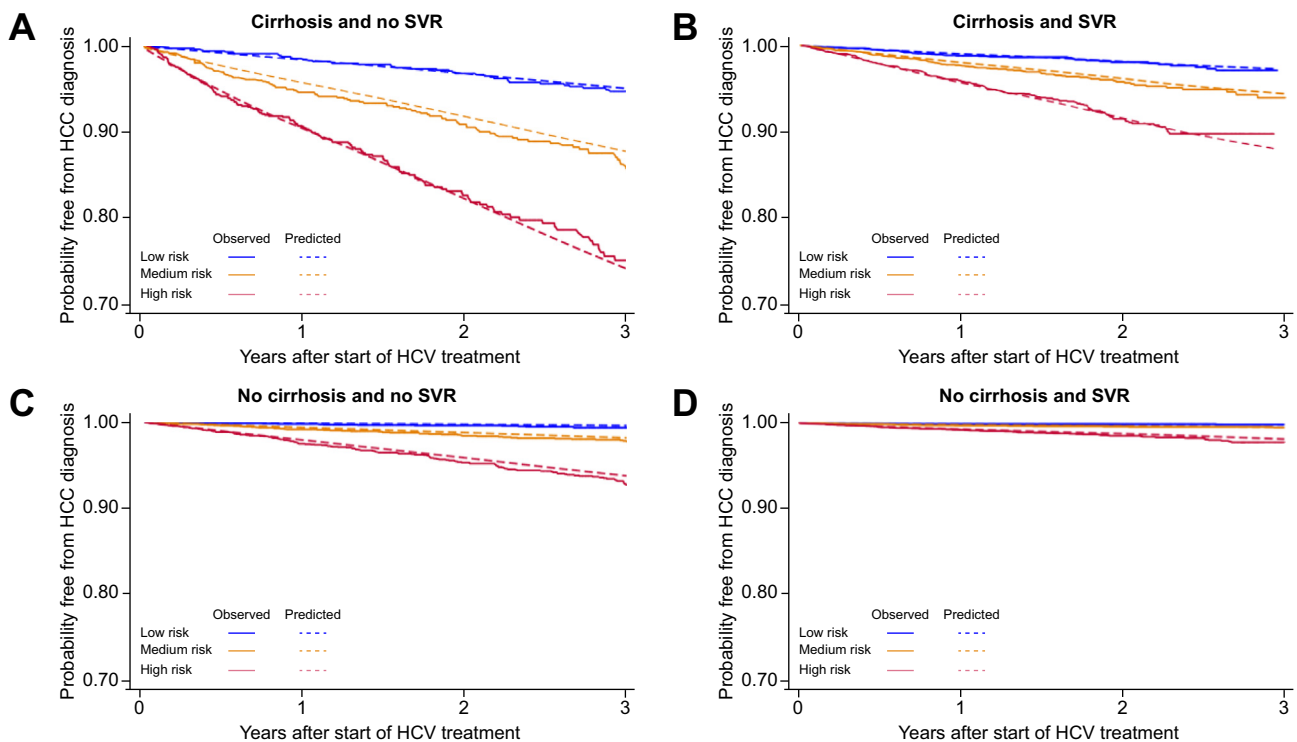 A
Cirrhosis and no SVR
Probability free from HCC diagnosis
1.00
0.90
0.80
0.70
Observed Predicted
Low risk
Medium risk
High risk
0 1 2 3
Years after start of HCV treatment
B
Cirrhosis and SVR
Probability free from HCC diagnosis
1.00
0.90
0.80
0.70
Observed Predicted
Low risk
Medium risk
High risk
0 1 2 3
Years after start of HCV treatment
C
No cirrhosis and no SVR
Probability free from HCC diagnosis
1.00
0.90
0.80
0.70
Observed Predicted
Low risk
Medium risk
High risk
0 1 2 3
Years after start of HCV treatment
D
No cirrhosis and SVR
Probability free from HCC diagnosis
1.00
0.90
0.80
0.70
Observed Predicted
Low risk
Medium risk
High risk
0 1 2 3
Years after start of HCV treatment